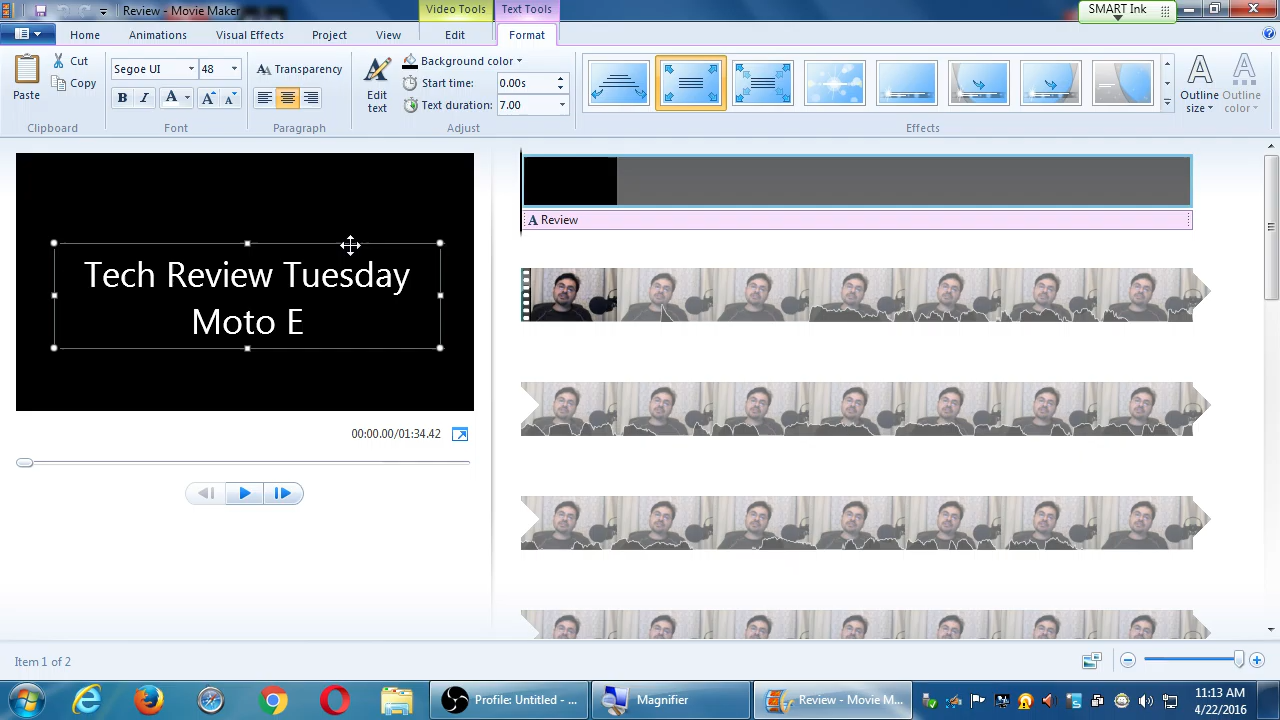 Review - Movie Maker
Video Tools
Text Tools
SMART Ink
Home
Animations
Visual Effects
Project
View
Edit
Format
Paste
Cut
Copy
Clipboard
Segoe UI
48
B I A A A
Font
Transparency
Paragraph
Edit
text
Background color
Start time: 0.00s
Text duration: 7.00
Adjust
Effects
A
Outline
size
A
Outline
color
Tech Review Tuesday
Moto E
00:00.00/01:34.42
A Review
Item 1 of 2
Profile: Untitled - ...
Magnifier
Review - Movie M...
11:13 AM
4/22/2016